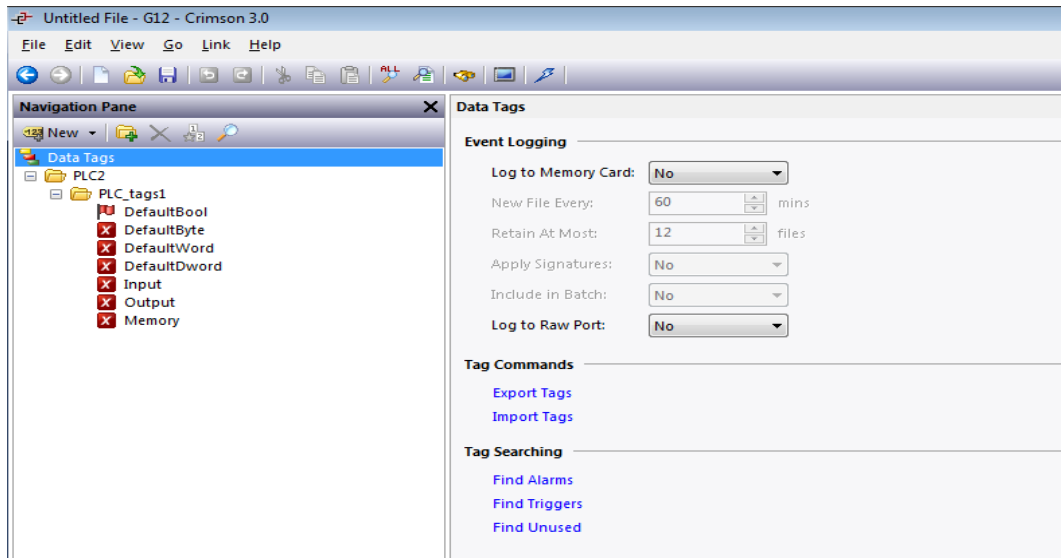 Untitled File - G12 - Crimson 3.0
File Edit View Go Link Help
ALL
Navigation Pane
123 New
Data Tags
PLC2
PLC_tags1
DefaultBool
DefaultByte
DefaultWord
DefaultDword
Input
Output
Memory
Data Tags
Event Logging
Log to Memory Card: No
New File Every: 60 mins
Retain At Most: 12 files
Apply Signatures: No
Include in Batch: No
Log to Raw Port: No
Tag Commands
Export Tags
Import Tags
Tag Searching
Find Alarms
Find Triggers
Find Unused